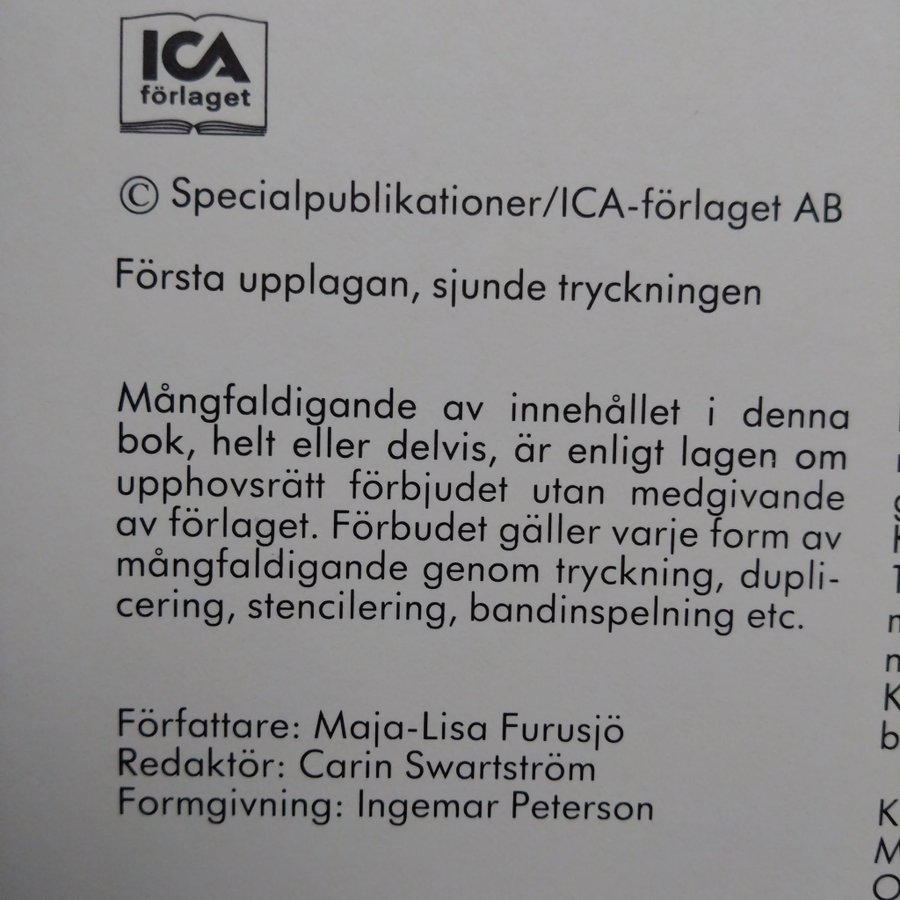 ICA
förlaget
© Specialpublikationer/ICA-förlaget AB
Första upplagan, sjunde tryckningen
Mångfaldigande av innehållet i denna
bok, helt eller delvis, är enligt lagen om
upphovsrätt förbjudet utan medgivande
av förlaget. Förbudet gäller varje form av
mångfaldigande genom tryckning, dupli-
cering, stencilering, bandinspelning etc.
Författare: Maja-Lisa Furusjö
Redaktör: Carin Swartström
Formgivning: Ingemar Peterson